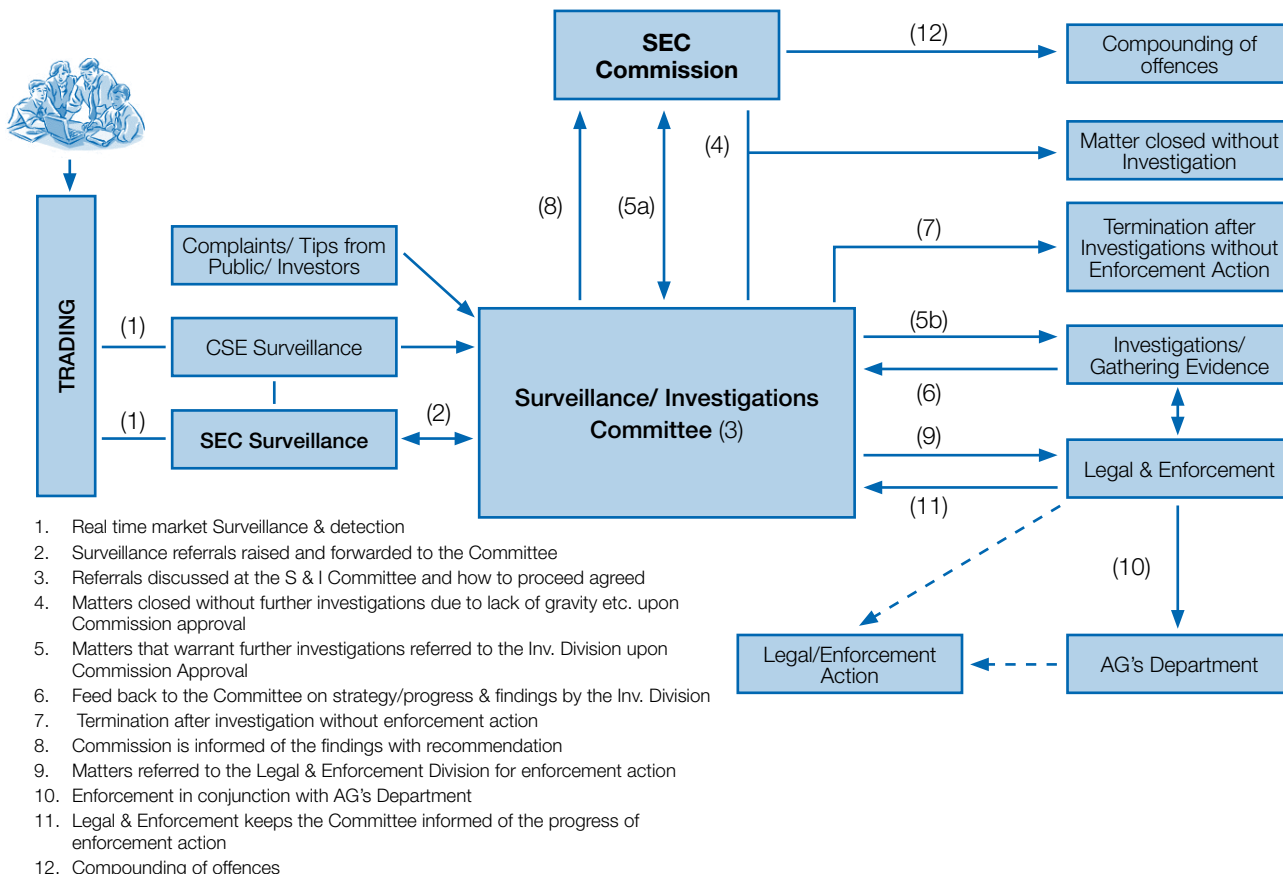 SEC
Commission
(12)
Compounding of
offences
(4)
Matter closed without
Investigation
(8)
(5a)
(7)
Termination after
Investigations without
Enforcement Action
Complaints/ Tips from
Public/ Investors
TRADING
(1)
CSE Surveillance
(1)
SEC Surveillance
(2)
Surveillance/ Investigations
Committee (3)
(5b)
Investigations/
Gathering Evidence
(6)
(9)
Legal & Enforcement
(11)
(10)
Legal/Enforcement
Action
AG's Department
1. Real time market Surveillance & detection
2. Surveillance referrals raised and forwarded to the Committee
3. Referrals discussed at the S & I Committee and how to proceed agreed
4. Matters closed without further investigations due to lack of gravity etc. upon
Commission approval
5. Matters that warrant further investigations referred to the Inv. Division upon
Commission Approval
6. Feed back to the Committee on strategy/progress & findings by the Inv. Division
7. Termination after investigation without enforcement action
8. Commission is informed of the findings with recommendation
9. Matters referred to the Legal & Enforcement Division for enforcement action
10. Enforcement in conjunction with AG's Department
11. Legal & Enforcement keeps the Committee informed of the progress of
enforcement action
12. Compounding of offences